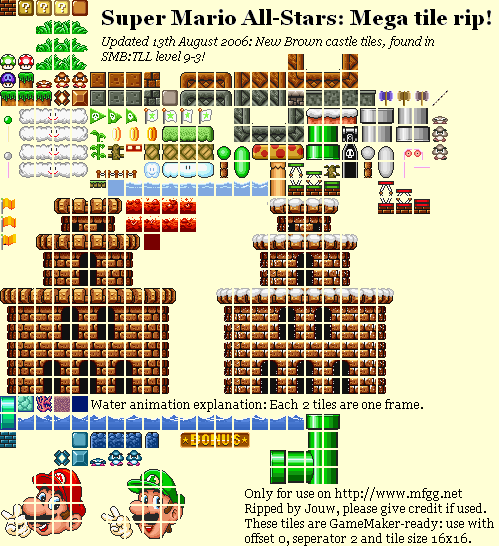 Super Mario All-Stars: Mega tile rip!
Updated 13th August 2006: New Brown castle tiles, found in
SMB:TLL level 9-3!
Water animation explanation: Each 2 tiles are one frame.
BONUS
Only for use on http://www.mfgg.net
Ripped by Jouw, please give credit if used.
These tiles are GameMaker-ready: use with
offset 0, seperator 2 and tile size 16x16.